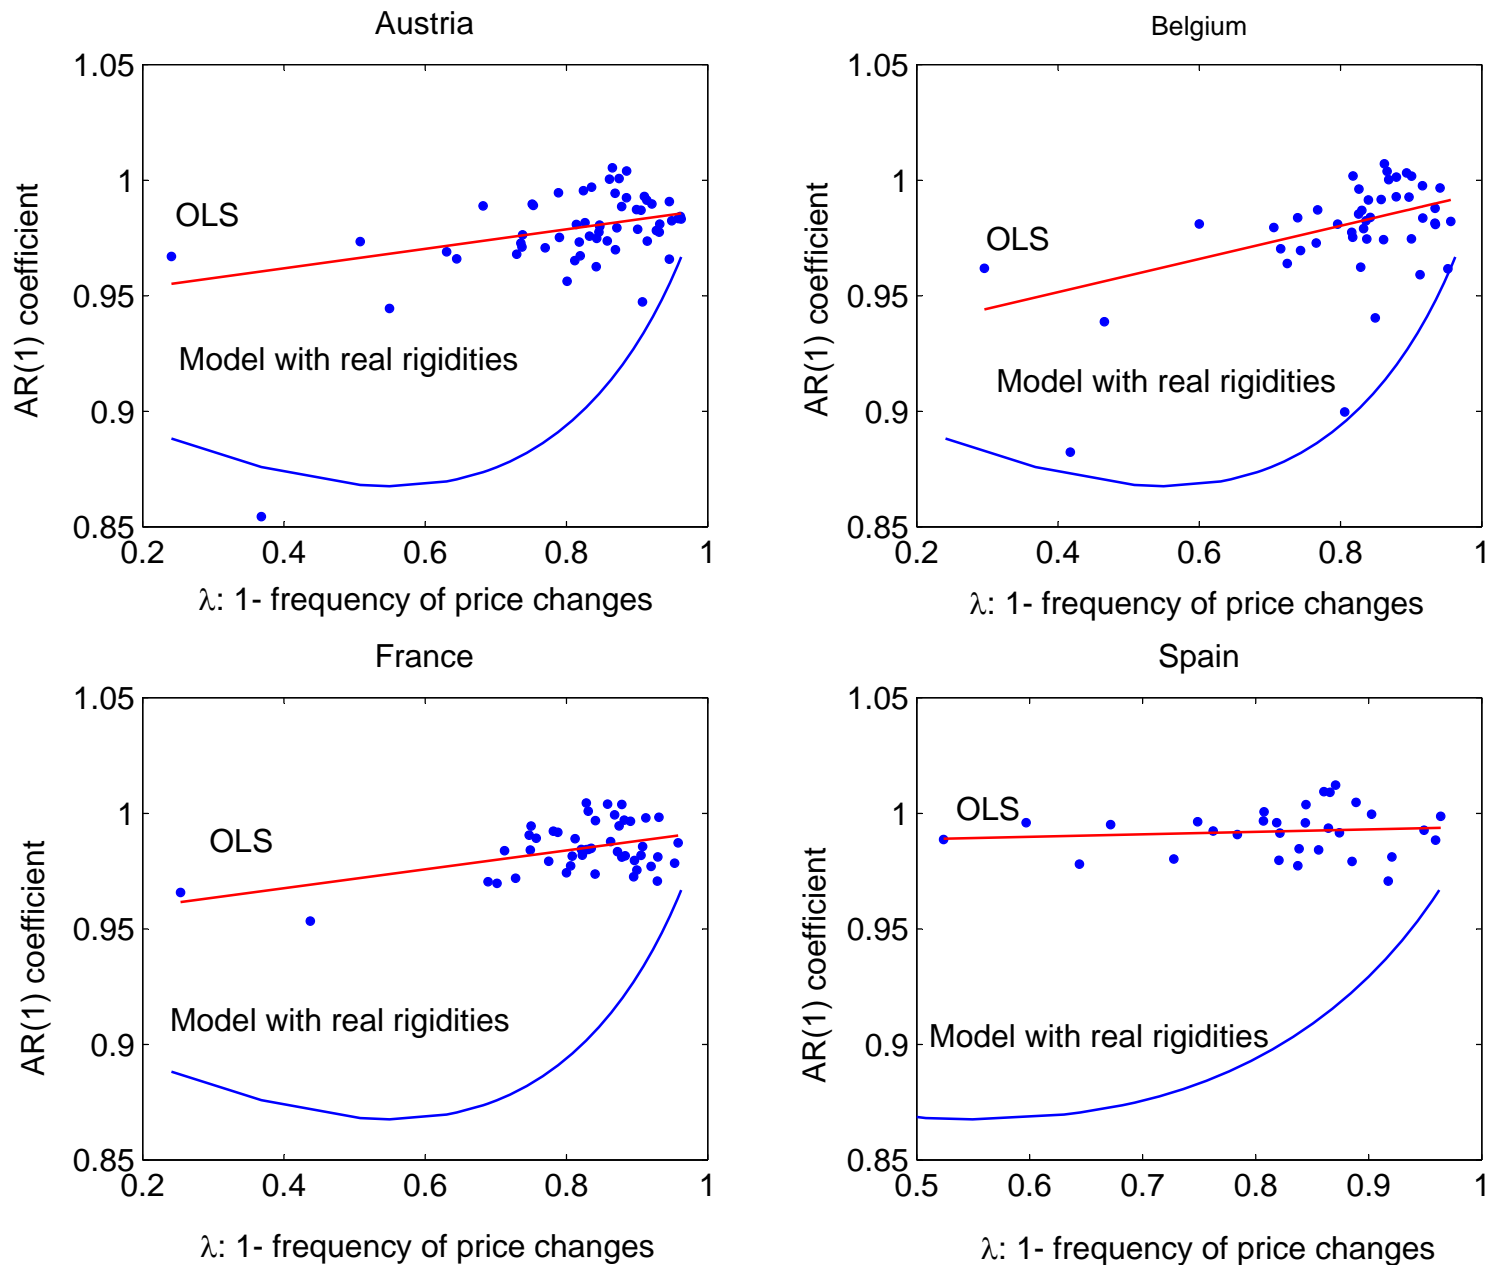 Austria
1.05
1
0.95
0.9
0.85
AR(1) coefficient
OLS
Model with real rigidities
0.2 0.4 0.6 0.8 1
λ: 1- frequency of price changes
Belgium
1.05
1
0.95
0.9
0.85
AR(1) coefficient
OLS
Model with real rigidities
0.2 0.4 0.6 0.8 1
λ: 1- frequency of price changes
France
1.05
1
0.95
0.9
0.85
AR(1) coefficient
OLS
Model with real rigidities
0.2 0.4 0.6 0.8 1
λ: 1- frequency of price changes
Spain
1.05
1
0.95
0.9
0.85
AR(1) coefficient
OLS
Model with real rigidities
0.5 0.6 0.7 0.8 0.9 1
λ: 1- frequency of price changes